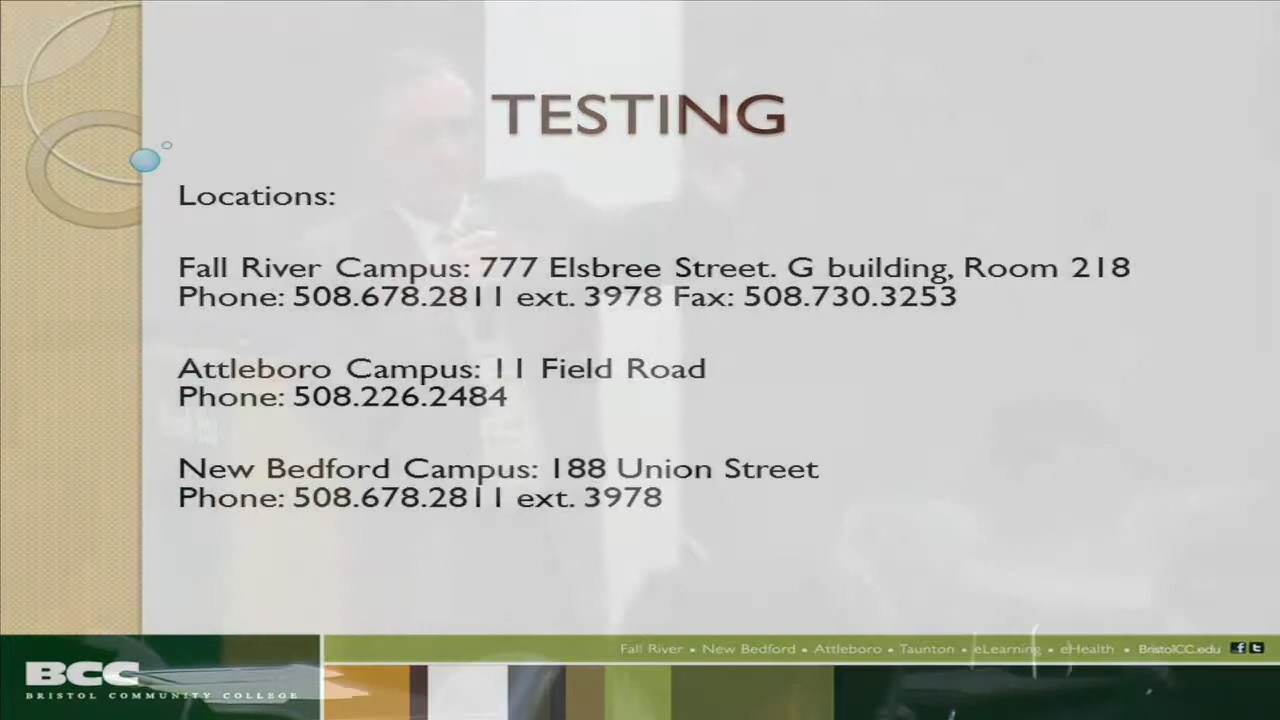 TESTING
Locations:
Fall River Campus: 777 Elsbree Street. G building, Room 218
Phone: 508.678.2811 ext. 3978 Fax: 508.730.3253
Attleboro Campus: 11 Field Road
Phone: 508.226.2484
New Bedford Campus: 188 Union Street
Phone: 508.678.2811 ext. 3978
Fall River • New Bedford • Attleboro • Taunton • eLearning • eHealth • BristolCC.edu
BCC
BRISTOL COMMUNITY COLLEGE